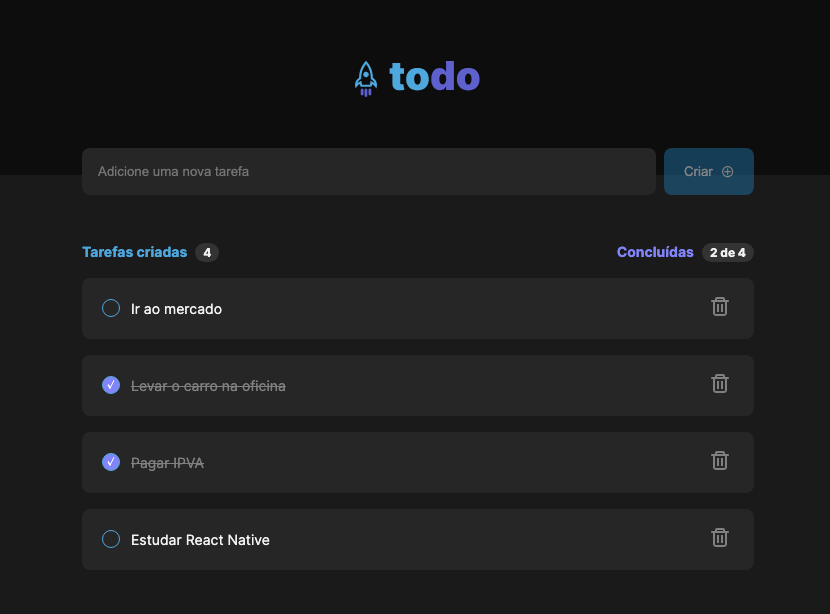 todo
Adicione uma nova tarefa
Criar
Tarefas criadas 4
Concluídas 2 de 4
Ir ao mercado
Levar o carro na oficina
Pagar IPVA
Estudar React Native